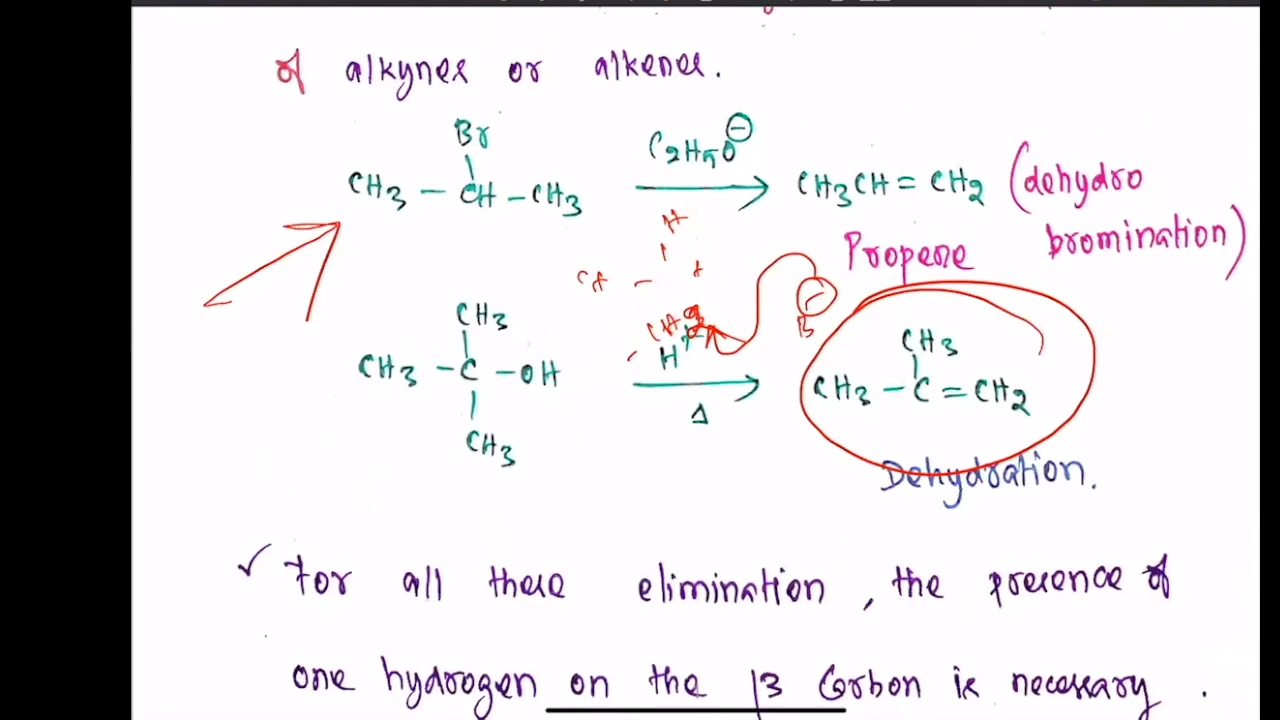 of alkynes or alkenes.
Br
C₂H₅O⊖
CH₃ – CH – CH₃ → CH₃CH = CH₂ (dehydro
bromination)
Propene
H
B
CH₃ CH₃
CH₃ – C – OH H⁺ → Δ CH₃ – C = CH₂
CH₃
Dehydration.
✓ For all these elimination, the presence of
one hydrogen on the β Carbon is necessary .